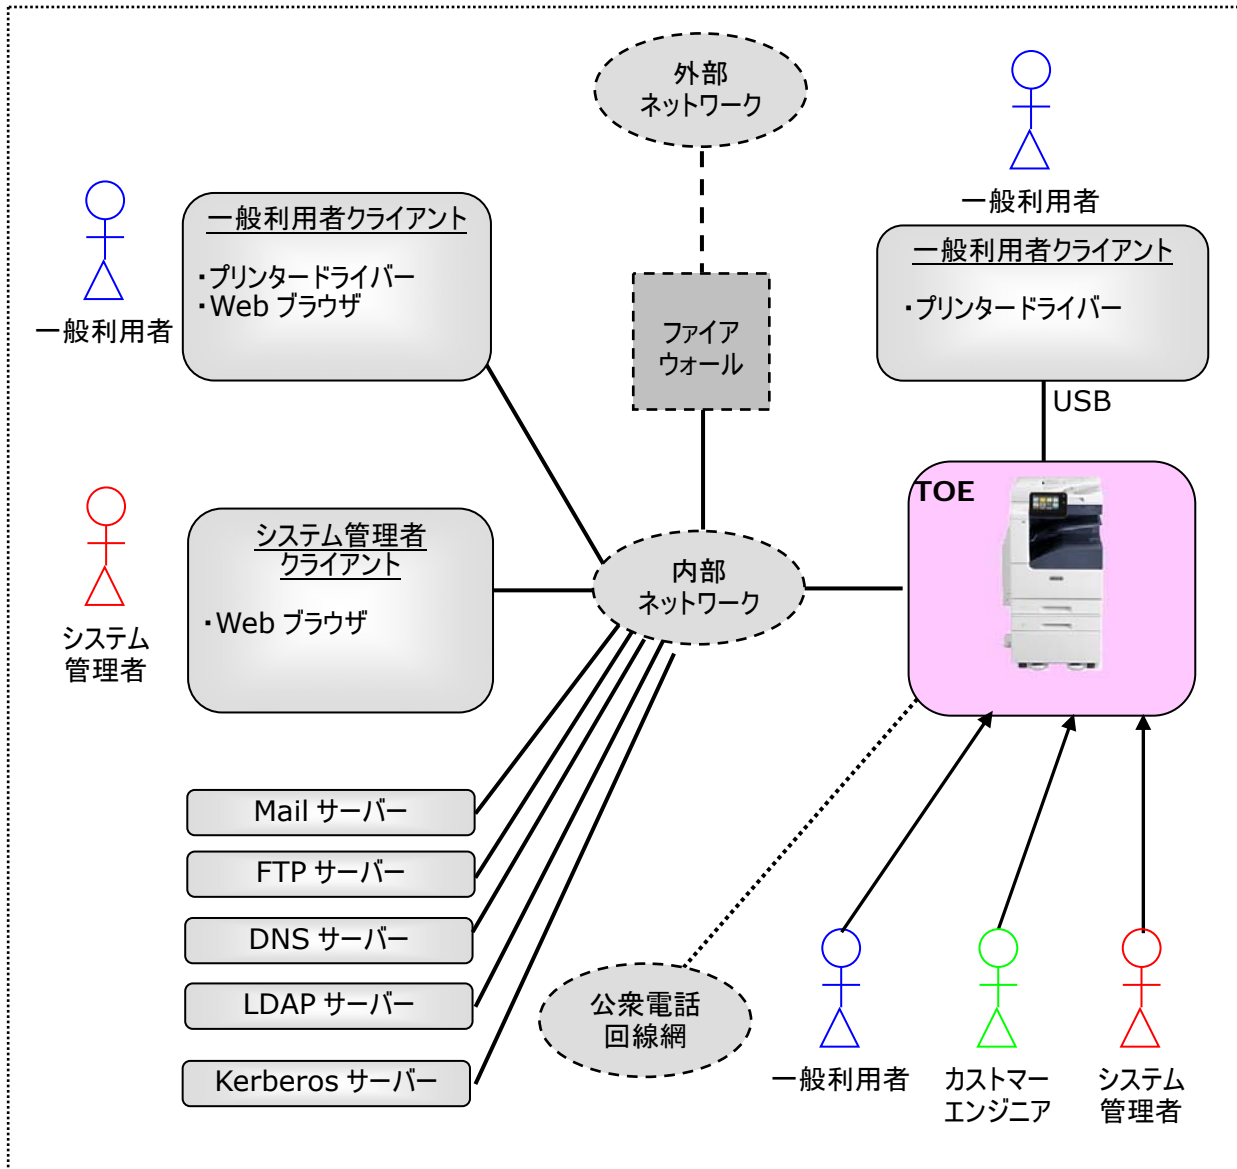 外部
ネットワーク
一般利用者
一般利用者クライアント
・プリンタードライバー
・Web ブラウザ
一般利用者
一般利用者クライアント
・プリンタードライバー
ファイア
ウォール
USB
TOE
システム管理者
クライアント
・Web ブラウザ
システム
管理者
内部
ネットワーク
Mail サーバー
FTP サーバー
DNS サーバー
LDAP サーバー
Kerberos サーバー
公衆電話
回線網
一般利用者
カストマー
エンジニア
システム
管理者